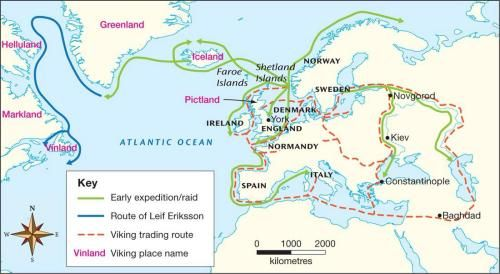 Greenland
Helluland
Iceland
Faroe
Islands
Shetland
Islands
NORWAY
Pictland
SWEDEN
Novgorod
Markland
IRELAND
York
DENMARK
ENGLAND
Kiev
Vinland
ATLANTIC OCEAN
NORMANDY
Key
Early expedition/raid
Route of Leif Eriksson
Viking trading route
Vinland Viking place name
SPAIN
ITALY
Constantinople
Baghdad
N
W E
S
0 1000 2000
kilometres